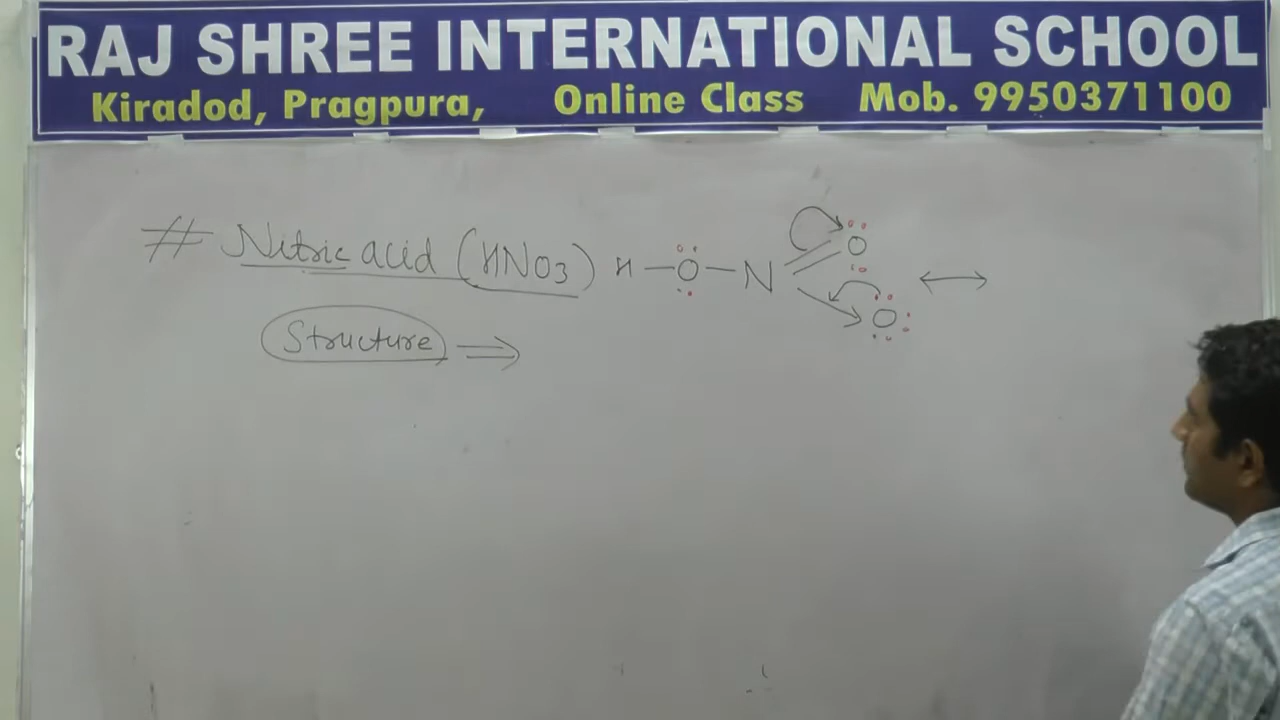 RAJ SHREE INTERNATIONAL SCHOOL
Kiradod, Pragpura, Online Class Mob. 9950371100
# Nitric acid (HNO3) H—O—N=O ↔
→O
Structure ⇒